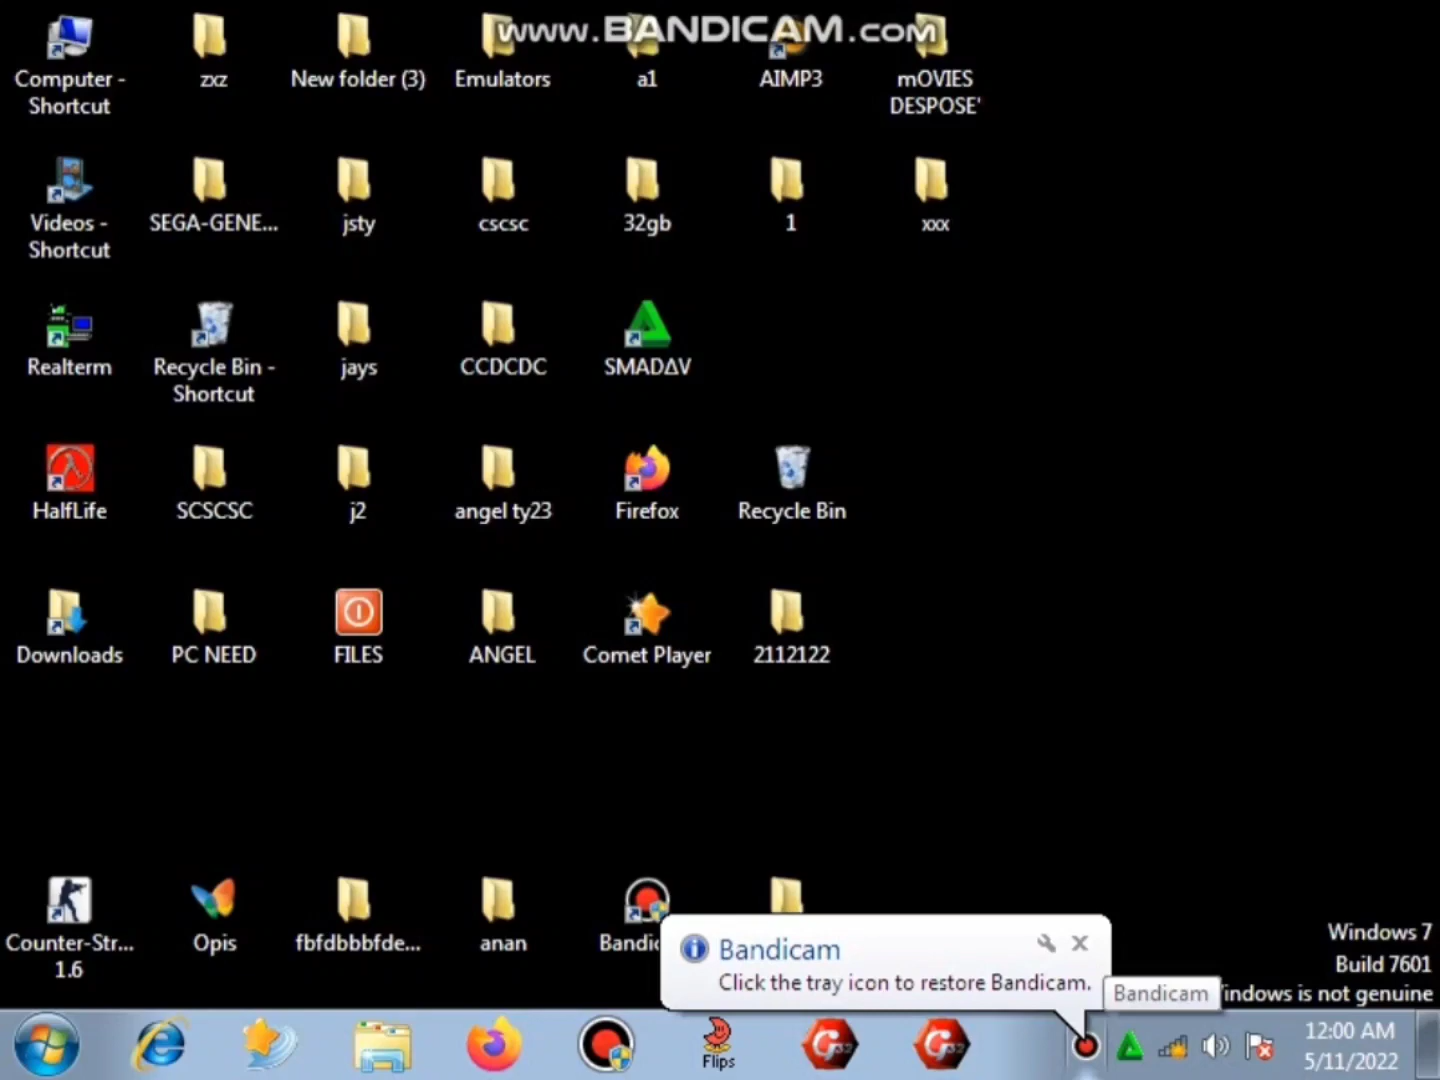 www.BANDICAM.com
Computer -
Shortcut
zxz
New folder (3)
Emulators
a1
AIMP3
mOVIES
DESPOSE'
Videos -
Shortcut
SEGA-GENE...
jsty
cscsc
32gb
1
xxx
Realterm
Recycle Bin -
Shortcut
jays
CCDCDC
SMADΔV
HalfLife
SCSCSC
j2
angel ty23
Firefox
Recycle Bin
Downloads
PC NEED
FILES
ANGEL
Comet Player
2112122
Counter-Str...
1.6
Opis
fbfdbbbfde...
anan
Bandic
Bandicam
Click the tray icon to restore Bandicam.
Bandicam
Windows 7
Build 7601
indows is not genuine
Flips
G32
G32
12:00 AM
5/11/2022